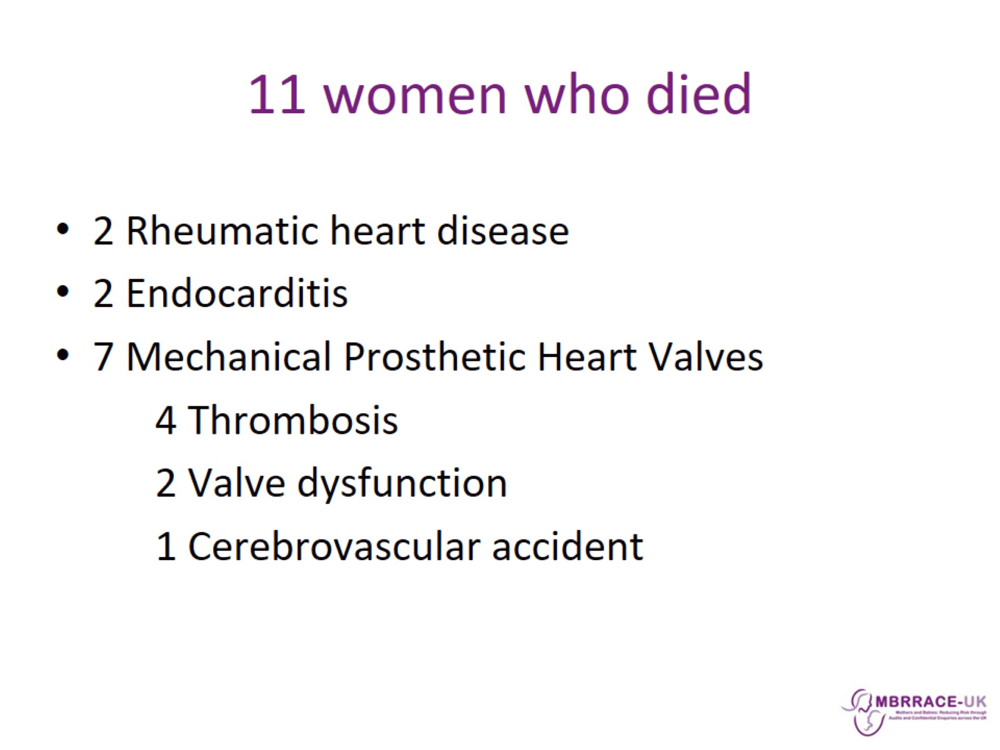 11 women who died
• 2 Rheumatic heart disease
• 2 Endocarditis
• 7 Mechanical Prosthetic Heart Valves
4 Thrombosis
2 Valve dysfunction
1 Cerebrovascular accident
MBRRACE-UK
Mothers and Babies: Reducing Risk through
Audits and Confidential Enquiries across the UK